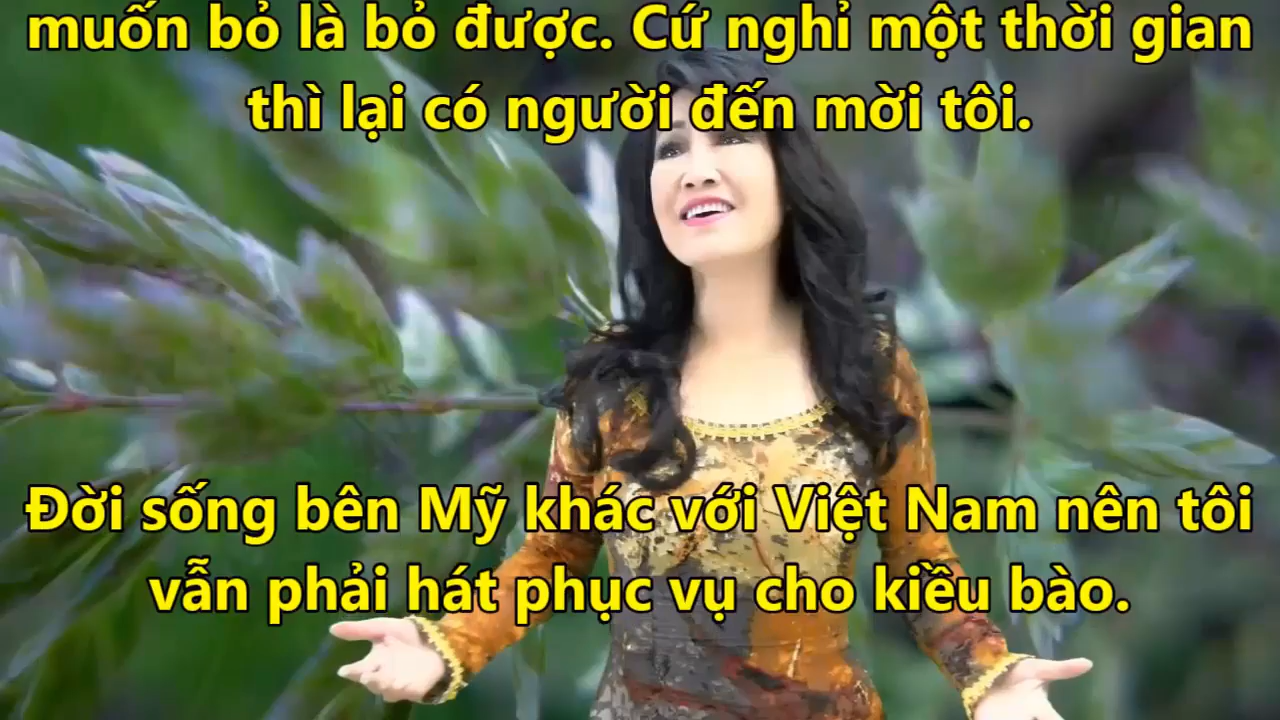 muốn bỏ là bỏ được. Cứ nghỉ một thời gian
thì lại có người đến mời tôi.
Đời sống bên Mỹ khác với Việt Nam nên tôi
vẫn phải hát phục vụ cho kiều bào.